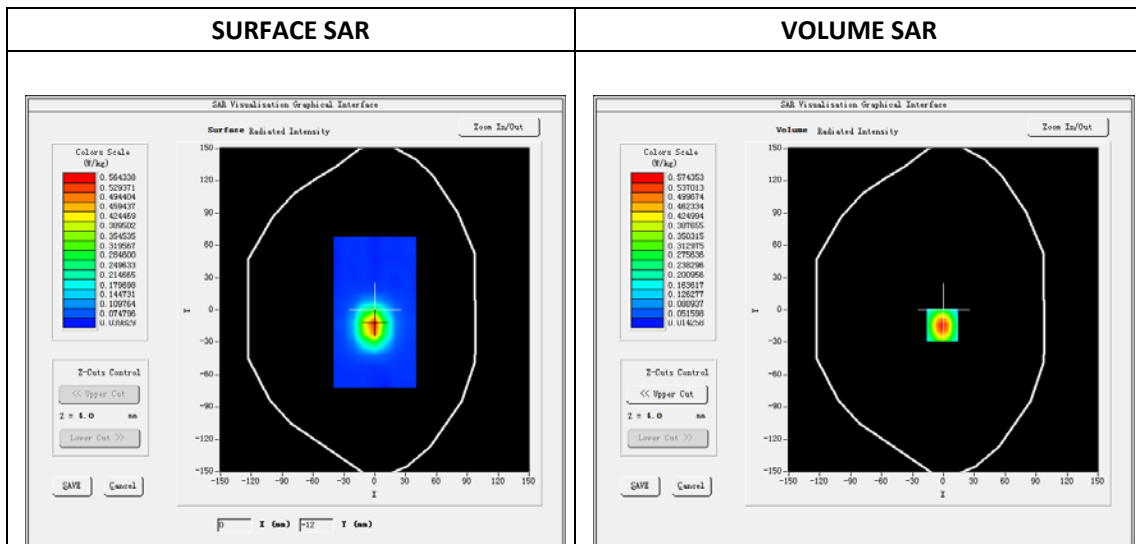 SURFACE SAR
VOLUME SAR
SAR Visualisation Graphical Interface
Surface Radiated Intensity
Zoom In/Out
Colors Scale
(W/kg)
0.564338
0.529371
0.494404
0.459437
0.424469
0.389502
0.354535
0.319567
0.284600
0.249633
0.214665
0.179698
0.144731
0.109764
0.074796
Z-Cuts Control
<< Upper Cut
Z = 4.0 mm
Lower Cut >>
SAVE
Cancel
150
120
90
60
30
0
-30
-60
-90
-120
-150
Y
-150 -120 -90 -60 -30 0 30 60 90 120 150
X
0 X (mm) -12 Y (mm)
SAR Visualisation Graphical Interface
Volume Radiated Intensity
Zoom In/Out
Colors Scale
(W/kg)
0.574353
0.537013
0.499674
0.462334
0.424994
0.387655
0.350315
0.312975
0.275636
0.238296
0.200956
0.163617
0.126277
0.088937
0.051598
0.014258
Z-Cuts Control
<< Upper Cut
Z = 4.0 mm
Lower Cut >>
SAVE
Cancel
150
120
90
60
30
0
-30
-60
-90
-120
-150
Y
-150 -120 -90 -60 -30 0 30 60 90 120 150
X